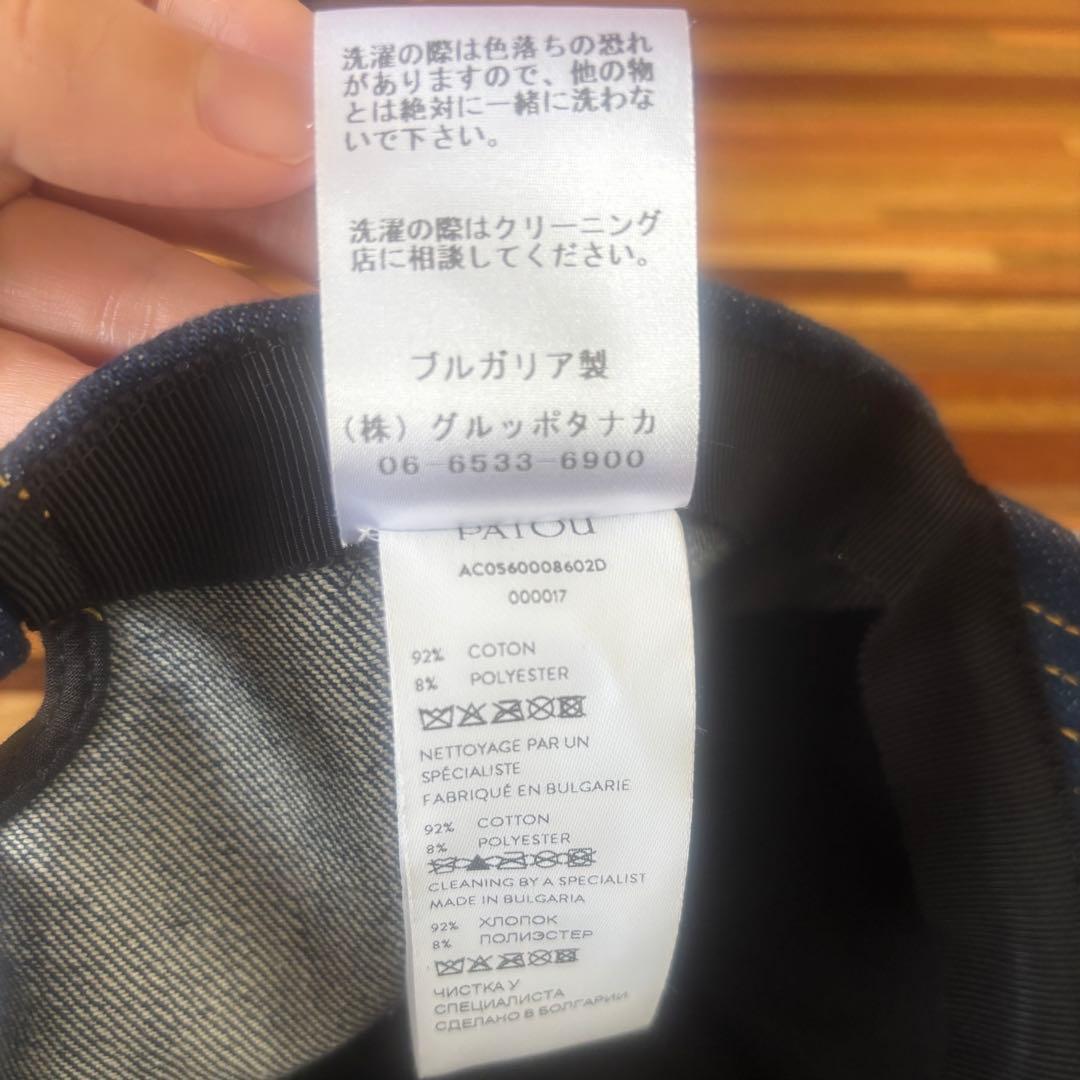 洗濯の際は色落ちの恐れ
がありますので、他の物
とは絶対に一緒に洗わな
いで下さい。
洗濯の際はクリーニング
店に相談してください。
ブルガリア製
(株)グルッポタナカ
06-6533-6900
PATOU
AC0560008602D
000017
92% COTON
8% POLYESTER
NETTOYAGE PAR UN
SPÉCIALISTE
FABRIQUÉ EN BULGARIE
92% COTTON
8% POLYESTER
CLEANING BY A SPECIALIST
MADE IN BULGARIA
92% ХЛОПОК
8% ПОЛИЭСТЕР
ЧИСТКА У
СПЕЦИАЛИСТА
СДЕЛАНО В БОЛГАРИИ